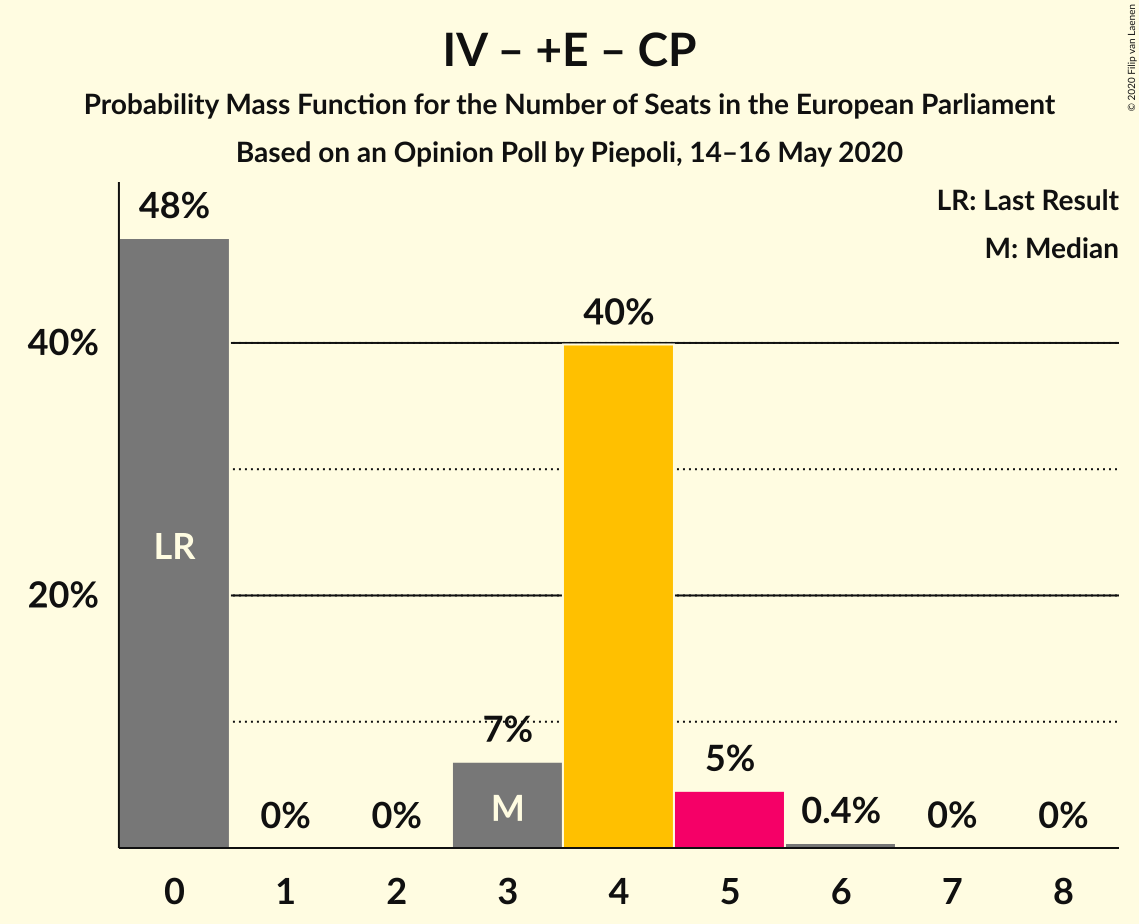 IV – +E – CP
Probability Mass Function for the Number of Seats in the European Parliament
Based on an Opinion Poll by Piepoli, 14–16 May 2020
© 2020 Filip van Laenen
LR: Last Result
M: Median
48%
40%
40%
LR
20%
7%
5%
M
0%
0%
0.4%
0%
0%
0 1 2 3 4 5 6 7 8